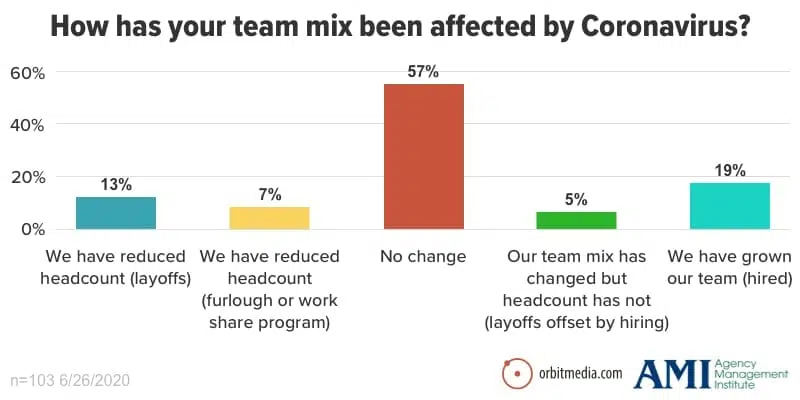 How has your team mix been affected by Coronavirus?
60%
40%
20%
0%
13%
7%
57%
5%
19%
We have reduced
headcount (layoffs)
We have reduced
headcount
(furlough or work
share program)
No change
Our team mix has
changed but
headcount has not
(layoffs offset by hiring)
We have grown
our team (hired)
n=103 6/26/2020
orbitmedia.com
AMI Agency
Management
Institute